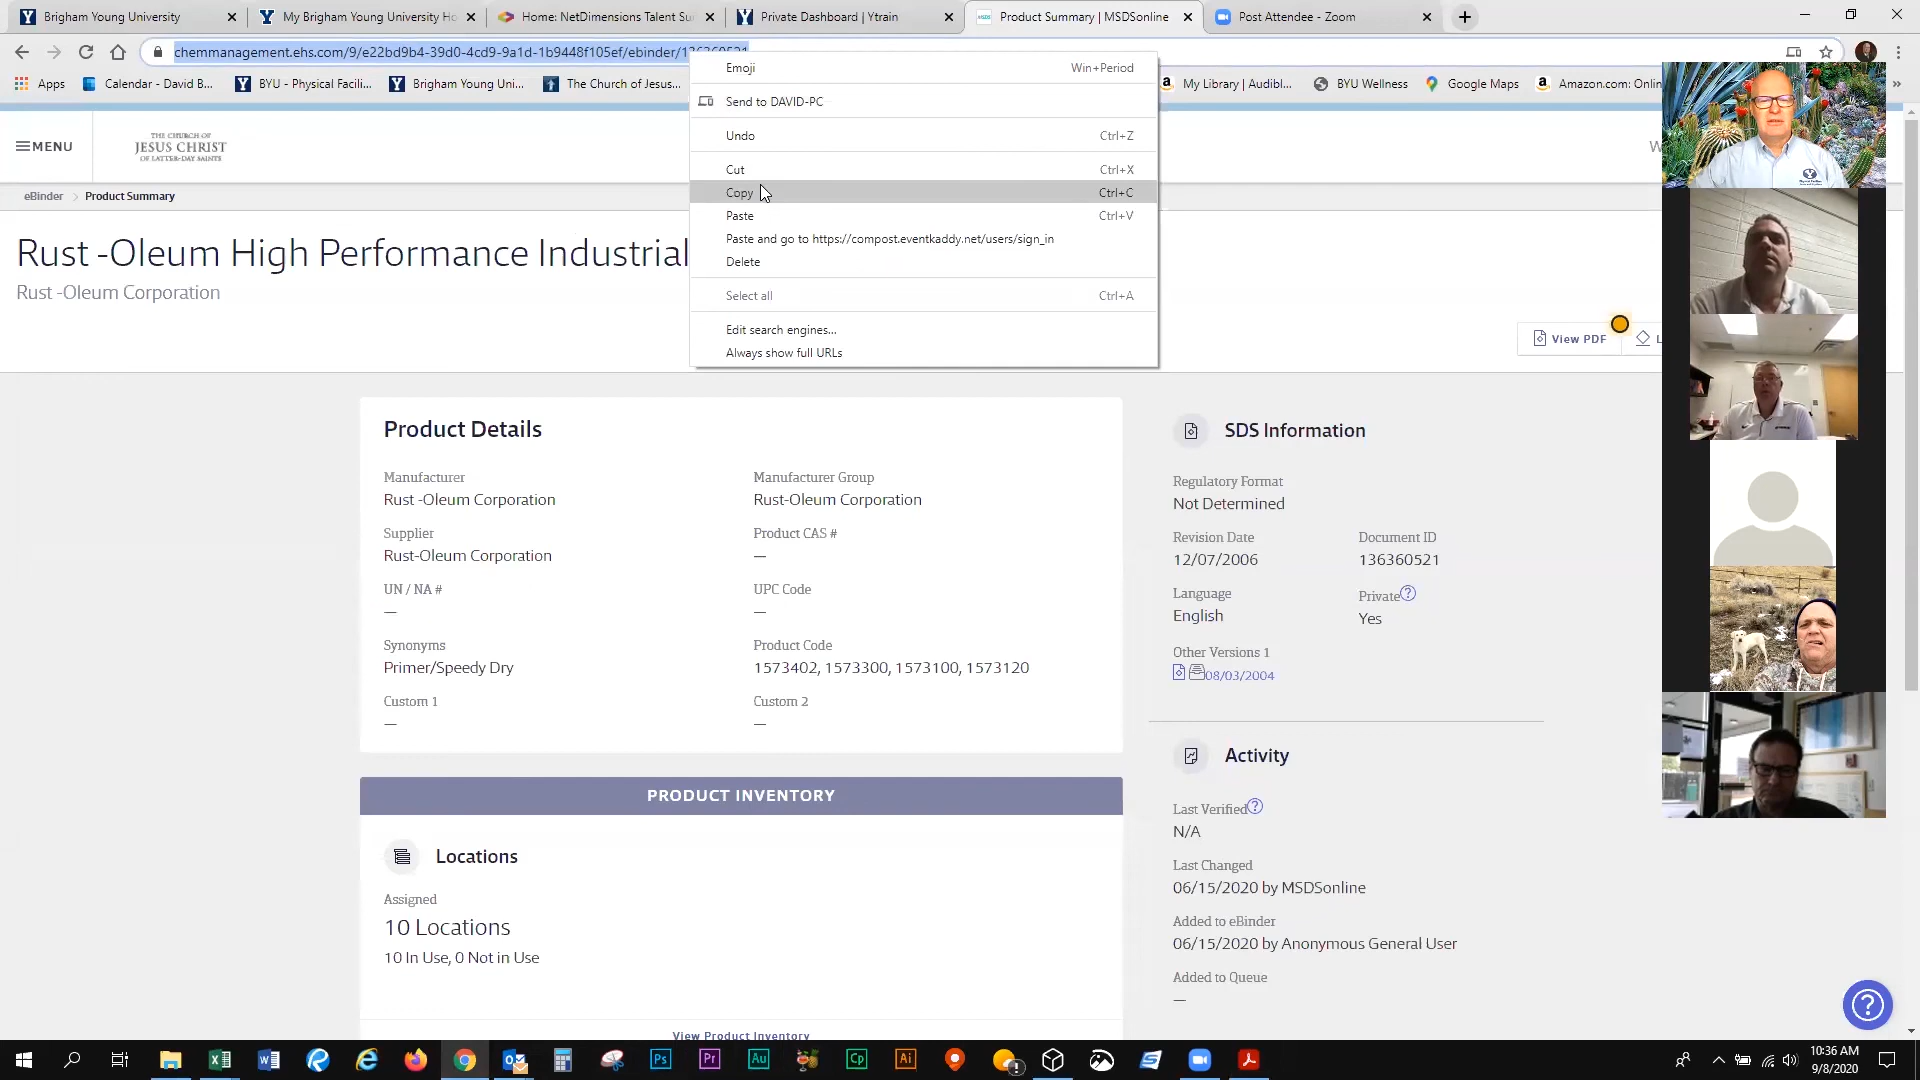 Brigham Young University
My Brigham Young University Ho
Home: NetDimensions Talent Su
Private Dashboard | Ytrain
Product Summary | MSDSonline
Post Attendee - Zoom
chemmanagement.ehs.com/9/e22bd9b4-39d0-4cd9-9a1d-1b9448f105ef/ebinder/136360521
Apps
Calendar - David B...
BYU - Physical Facili...
Brigham Young Uni...
The Church of Jesus...
My Library | Audibl...
BYU Wellness
Google Maps
Amazon.com: Onlin
Emoji Win+Period
Send to DAVID-PC
Undo Ctrl+Z
Cut Ctrl+X
Copy Ctrl+C
Paste Ctrl+V
Paste and go to https://compost.eventkaddy.net/users/sign_in
Delete
Select all Ctrl+A
Edit search engines...
Always show full URLs
MENU
THE CHURCH OF
JESUS CHRIST
OF LATTER-DAY SAINTS
eBinder > Product Summary
Rust -Oleum High Performance Industrial
Rust -Oleum Corporation
View PDF
Product Details
Manufacturer
Rust -Oleum Corporation
Manufacturer Group
Rust-Oleum Corporation
Supplier
Rust-Oleum Corporation
Product CAS #
—
UN / NA #
—
UPC Code
—
Synonyms
Primer/Speedy Dry
Product Code
1573402, 1573300, 1573100, 1573120
Custom 1
—
Custom 2
—
PRODUCT INVENTORY
Locations
Assigned
10 Locations
10 In Use, 0 Not in Use
View Product Inventory
SDS Information
Regulatory Format
Not Determined
Revision Date
12/07/2006
Document ID
136360521
Language
English
Private
Yes
Other Versions 1
08/03/2004
Activity
Last Verified
N/A
Last Changed
06/15/2020 by MSDSonline
Added to eBinder
06/15/2020 by Anonymous General User
Added to Queue
—
10:36 AM
9/8/2020